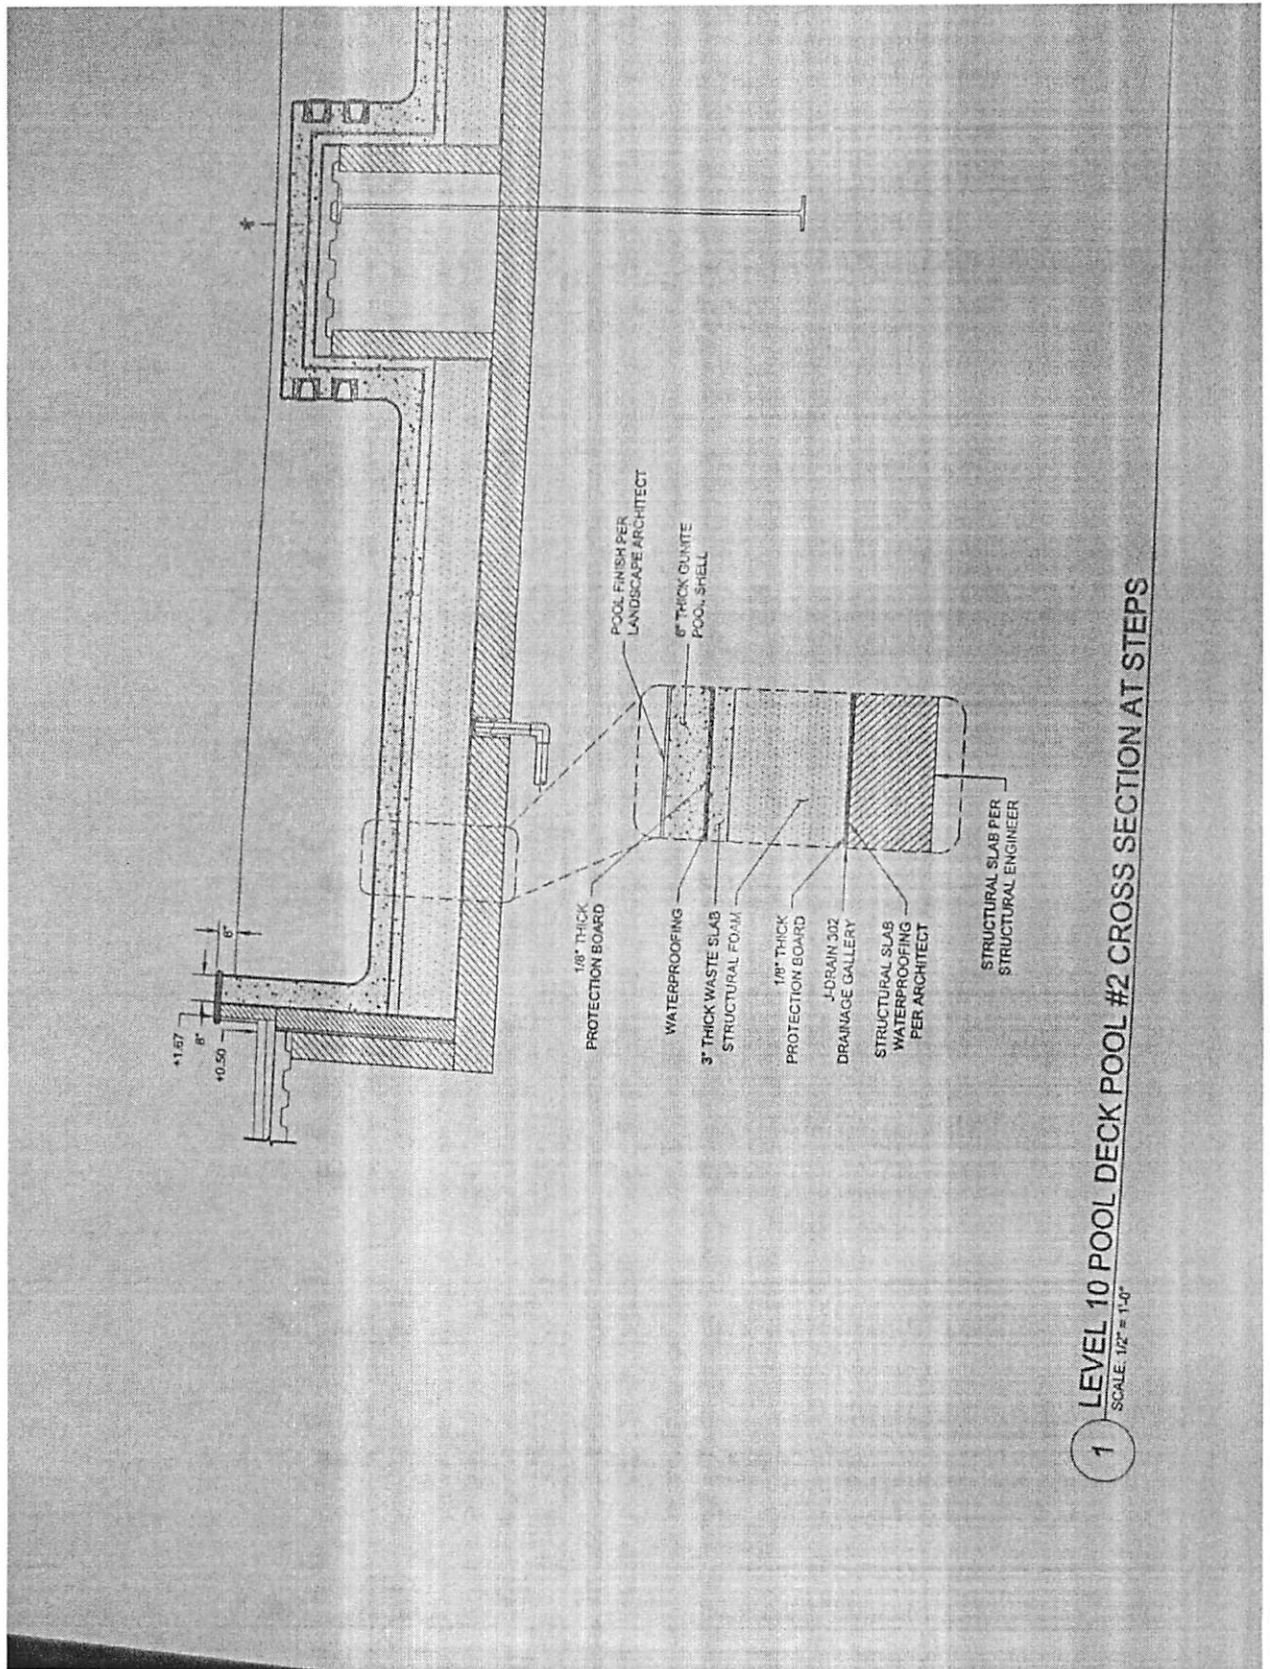 *
+1.67
8"
+0.50
6"
POOL FINISH PER
LANDSCAPE ARCHITECT
6" THICK GUNITE
POOL SHELL
1/8" THICK
PROTECTION BOARD
WATERPROOFING
3" THICK WASTE SLAB
STRUCTURAL FOAM
1/8" THICK
PROTECTION BOARD
J-DRAIN 302
DRAINAGE GALLERY
STRUCTURAL SLAB
WATERPROOFING
PER ARCHITECT
STRUCTURAL SLAB PER
STRUCTURAL ENGINEER
1
LEVEL 10 POOL DECK POOL #2 CROSS SECTION AT STEPS
SCALE: 1/2" = 1'-0"